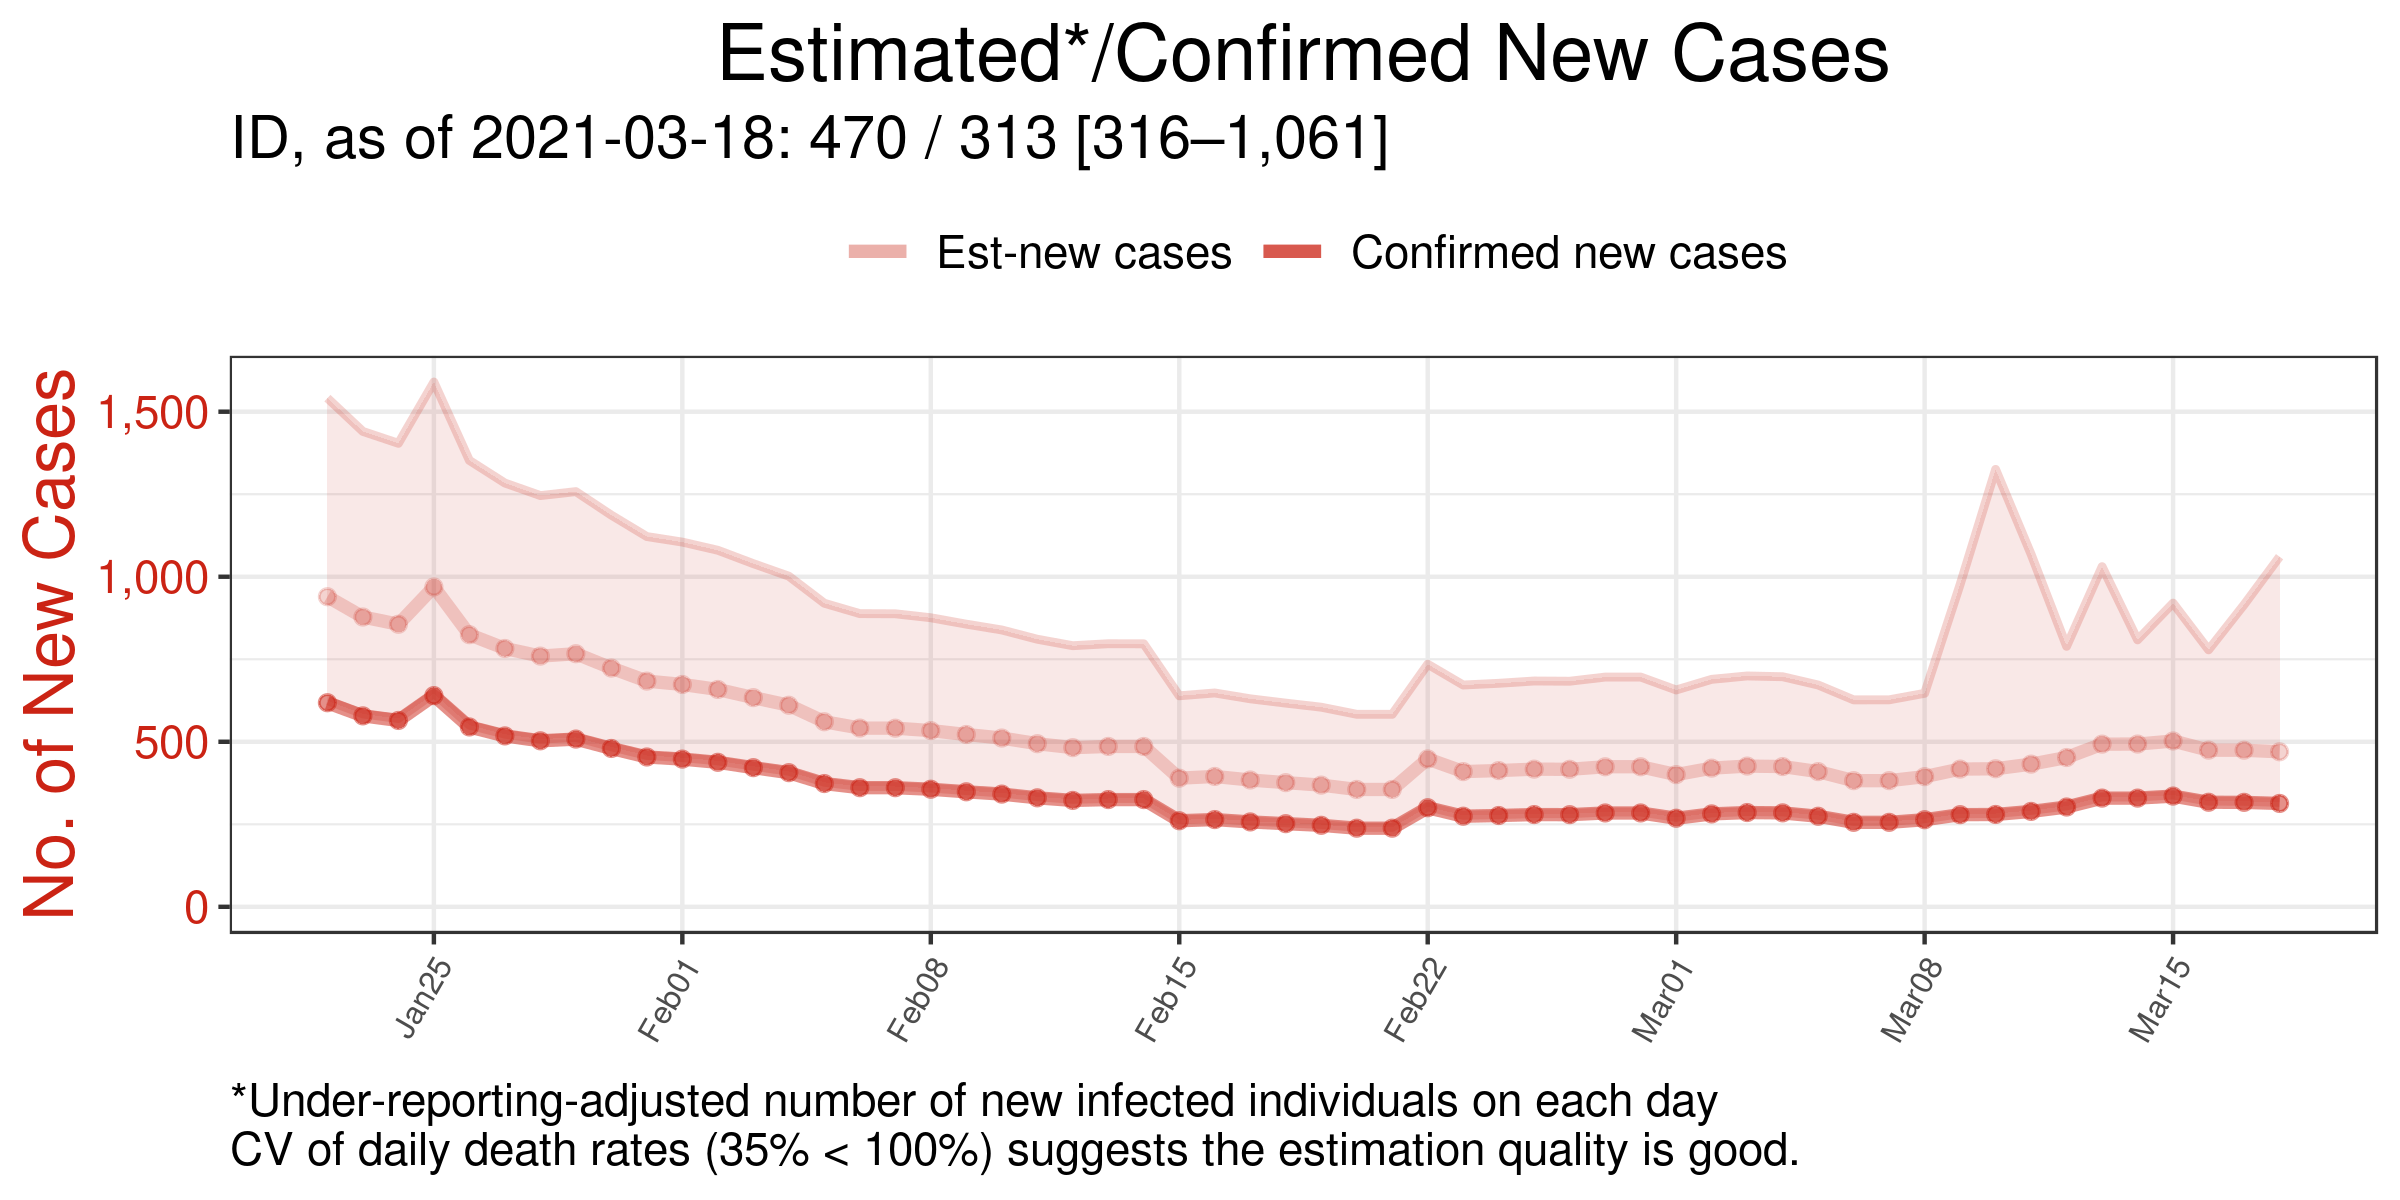 Estimated*/Confirmed New Cases
ID, as of 2021-03-18: 470 / 313 [316–1,061]
Est-new cases Confirmed new cases
No. of New Cases
1,500
1,000
500
0
Jan25 Feb01 Feb08 Feb15 Feb22 Mar01 Mar08 Mar15
*Under-reporting-adjusted number of new infected individuals on each day
CV of daily death rates (35% < 100%) suggests the estimation quality is good.